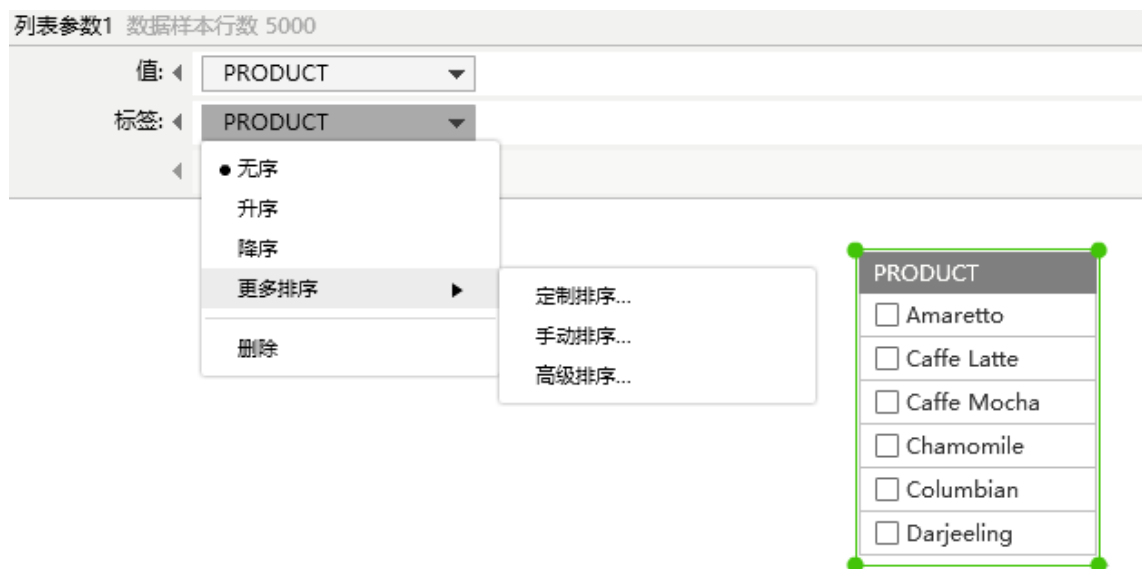 列表参数1 数据样本行数 5000
值: PRODUCT
标签: PRODUCT
无序
升序
降序
更多排序
删除
定制排序...
手动排序...
高级排序...
PRODUCT
Amaretto
Caffe Latte
Caffe Mocha
Chamomile
Columbian
Darjeeling